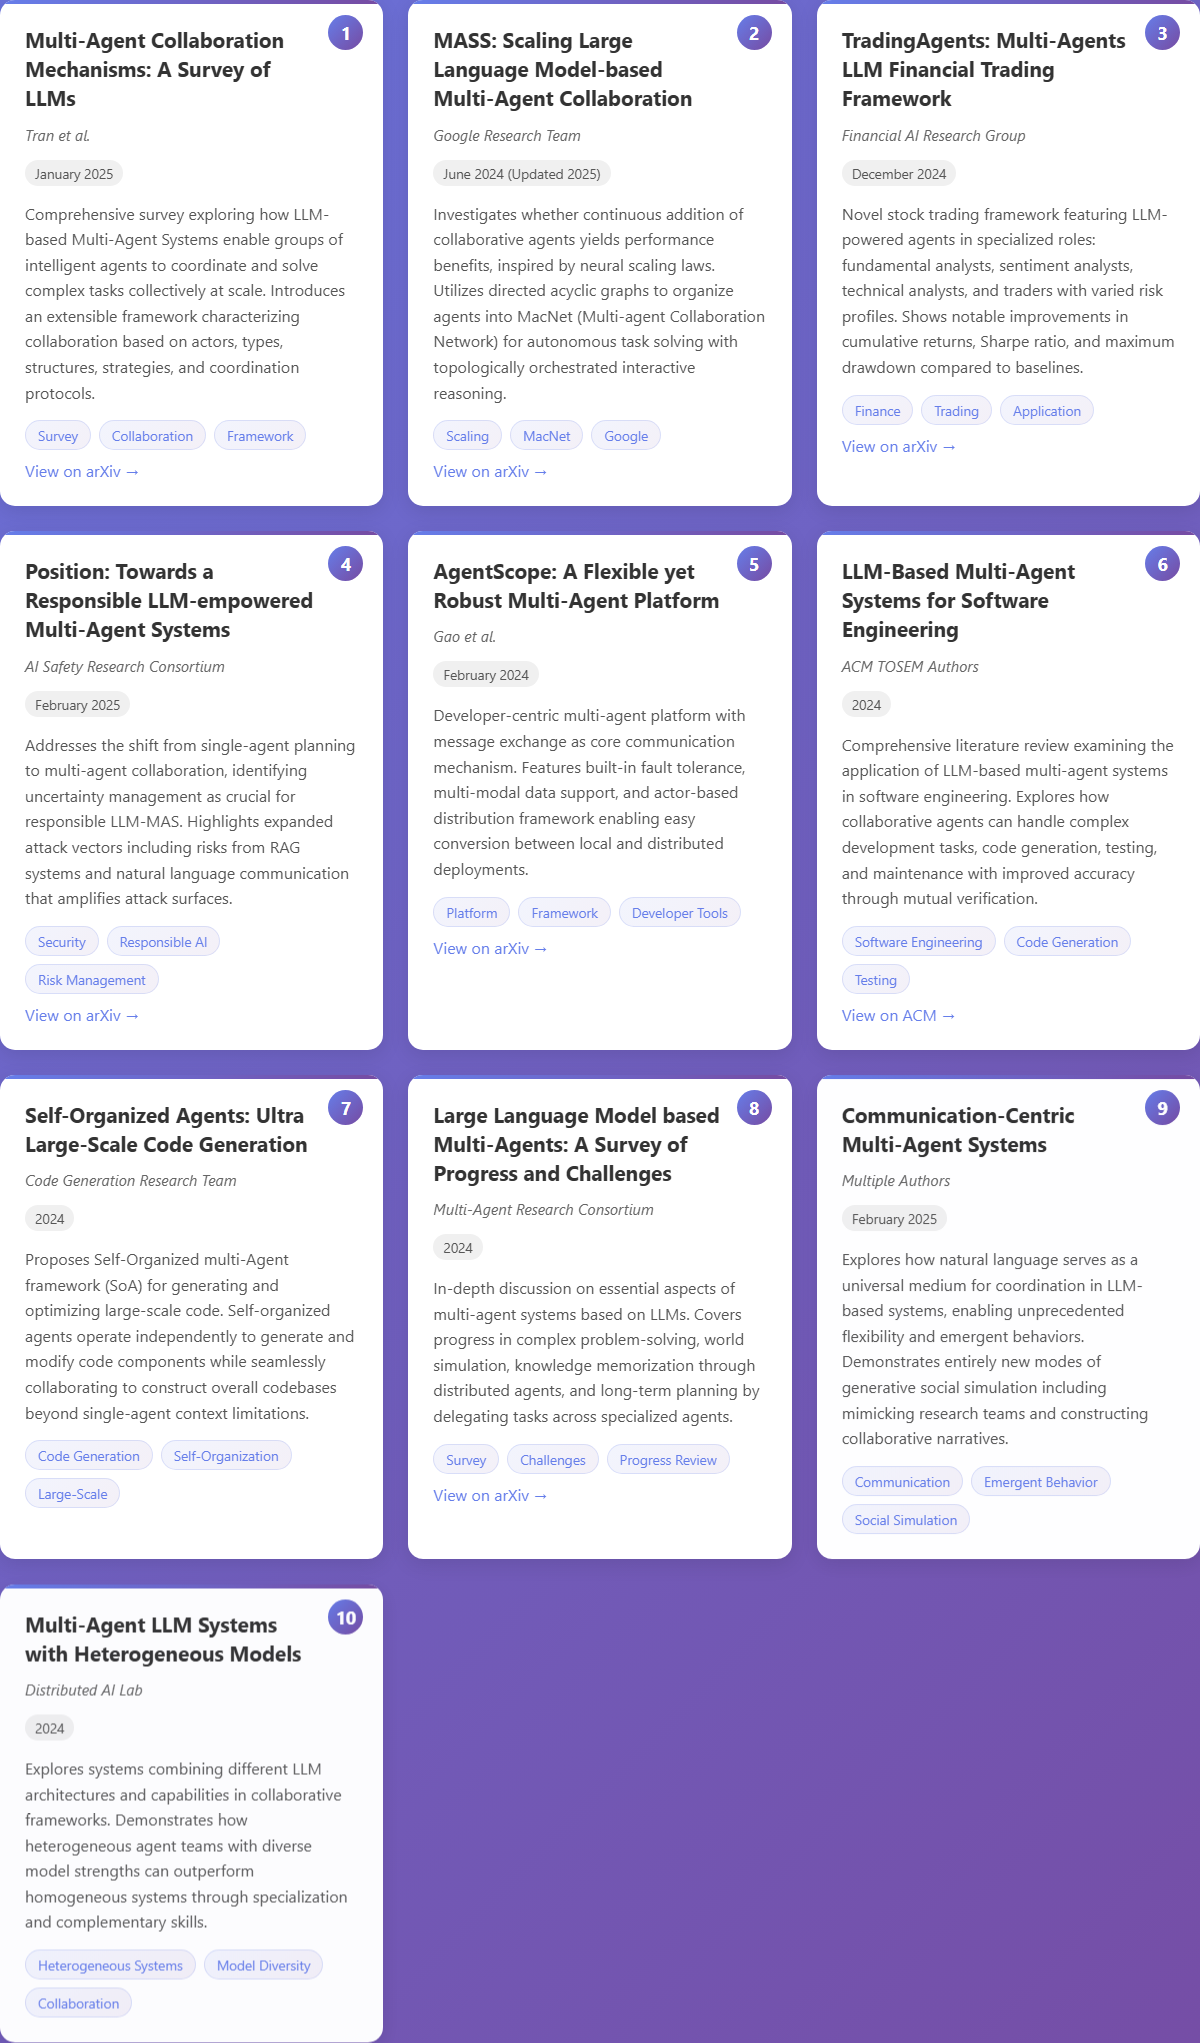 1
Multi-Agent Collaboration
Mechanisms: A Survey of
LLMs
Tran et al.
January 2025
Comprehensive survey exploring how LLM-
based Multi-Agent Systems enable groups of
intelligent agents to coordinate and solve
complex tasks collectively at scale. Introduces
an extensible framework characterizing
collaboration based on actors, types,
structures, strategies, and coordination
protocols.
Survey Collaboration Framework
View on arXiv →
2
MASS: Scaling Large
Language Model-based
Multi-Agent Collaboration
Google Research Team
June 2024 (Updated 2025)
Investigates whether continuous addition of
collaborative agents yields performance
benefits, inspired by neural scaling laws.
Utilizes directed acyclic graphs to organize
agents into MacNet (Multi-agent Collaboration
Network) for autonomous task solving with
topologically orchestrated interactive
reasoning.
Scaling MacNet Google
View on arXiv →
3
TradingAgents: Multi-Agents
LLM Financial Trading
Framework
Financial AI Research Group
December 2024
Novel stock trading framework featuring LLM-
powered agents in specialized roles:
fundamental analysts, sentiment analysts,
technical analysts, and traders with varied risk
profiles. Shows notable improvements in
cumulative returns, Sharpe ratio, and maximum
drawdown compared to baselines.
Finance Trading Application
View on arXiv →
4
Position: Towards a
Responsible LLM-empowered
Multi-Agent Systems
AI Safety Research Consortium
February 2025
Addresses the shift from single-agent planning
to multi-agent collaboration, identifying
uncertainty management as crucial for
responsible LLM-MAS. Highlights expanded
attack vectors including risks from RAG
systems and natural language communication
that amplifies attack surfaces.
Security Responsible AI
Risk Management
View on arXiv →
5
AgentScope: A Flexible yet
Robust Multi-Agent Platform
Gao et al.
February 2024
Developer-centric multi-agent platform with
message exchange as core communication
mechanism. Features built-in fault tolerance,
multi-modal data support, and actor-based
distribution framework enabling easy
conversion between local and distributed
deployments.
Platform Framework Developer Tools
View on arXiv →
6
LLM-Based Multi-Agent
Systems for Software
Engineering
ACM TOSEM Authors
2024
Comprehensive literature review examining the
application of LLM-based multi-agent systems
in software engineering. Explores how
collaborative agents can handle complex
development tasks, code generation, testing,
and maintenance with improved accuracy
through mutual verification.
Software Engineering Code Generation
Testing
View on ACM →
7
Self-Organized Agents: Ultra
Large-Scale Code Generation
Code Generation Research Team
2024
Proposes Self-Organized multi-Agent
framework (SoA) for generating and
optimizing large-scale code. Self-organized
agents operate independently to generate and
modify code components while seamlessly
collaborating to construct overall codebases
beyond single-agent context limitations.
Code Generation Self-Organization
Large-Scale
8
Large Language Model based
Multi-Agents: A Survey of
Progress and Challenges
Multi-Agent Research Consortium
2024
In-depth discussion on essential aspects of
multi-agent systems based on LLMs. Covers
progress in complex problem-solving, world
simulation, knowledge memorization through
distributed agents, and long-term planning by
delegating tasks across specialized agents.
Survey Challenges Progress Review
View on arXiv →
9
Communication-Centric
Multi-Agent Systems
Multiple Authors
February 2025
Explores how natural language serves as a
universal medium for coordination in LLM-
based systems, enabling unprecedented
flexibility and emergent behaviors.
Demonstrates entirely new modes of
generative social simulation including
mimicking research teams and constructing
collaborative narratives.
Communication Emergent Behavior
Social Simulation
10
Multi-Agent LLM Systems
with Heterogeneous Models
Distributed AI Lab
2024
Explores systems combining different LLM
architectures and capabilities in collaborative
frameworks. Demonstrates how
heterogeneous agent teams with diverse
model strengths can outperform
homogeneous systems through specialization
and complementary skills.
Heterogeneous Systems Model Diversity
Collaboration